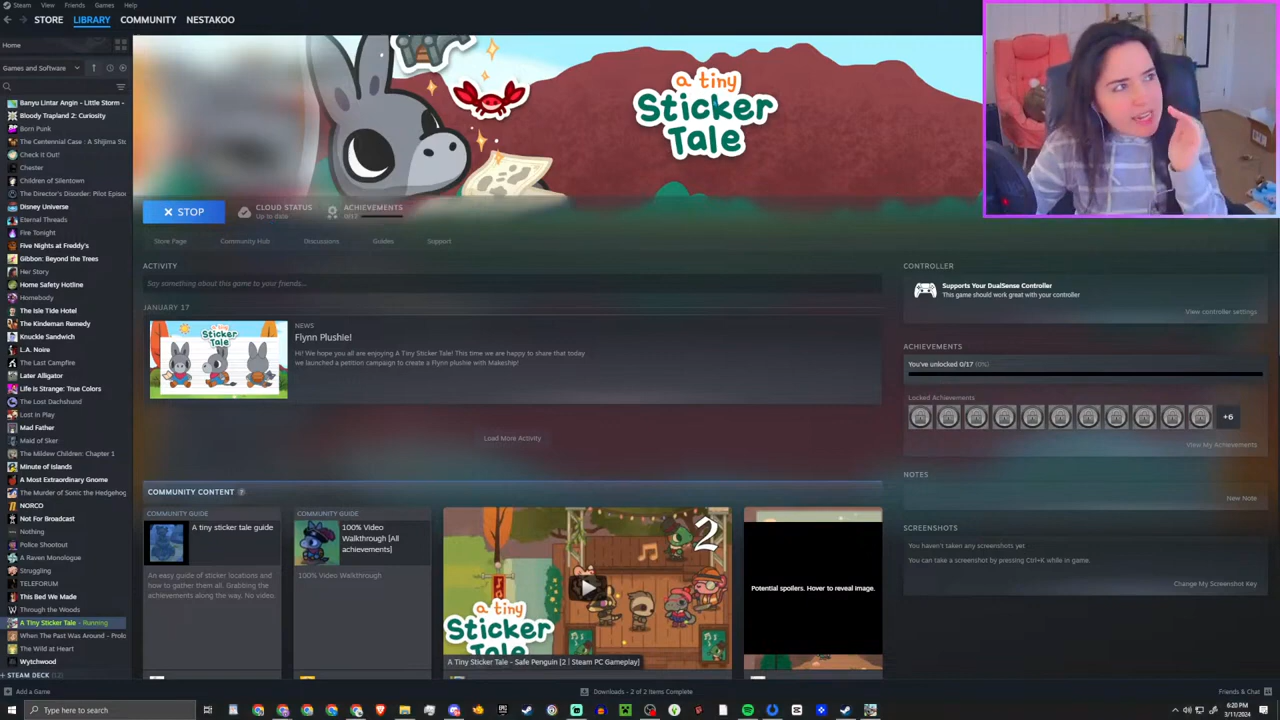 Steam View Friends Games Help
STORE LIBRARY COMMUNITY NESTAKOO
Home
Games and Software
Banyu Lintar Angin - Little Storm -
Bloody Trapland 2: Curiosity
Born Punk
The Centennial Case : A Shijima Sto
Check It Out!
Chester
Children of Silentown
The Director's Disorder: Pilot Episod
Disney Universe
Eternal Threads
Fire Tonight
Five Nights at Freddy's
Gibbon: Beyond the Trees
Her Story
Home Safety Hotline
Homebody
The Isle Tide Hotel
The Kindeman Remedy
Knuckle Sandwich
L.A. Noire
The Last Campfire
Later Alligator
Life is Strange: True Colors
The Lost Dachshund
Lost in Play
Mad Father
Maid of Sker
The Mildew Children: Chapter 1
Minute of Islands
A Most Extraordinary Gnome
The Murder of Sonic the Hedgehog
NORCO
Not For Broadcast
Nothing
Police Shootout
A Raven Monologue
Struggling
TELEFORUM
This Bed We Made
Through the Woods
A Tiny Sticker Tale - Running
When The Past Was Around - Prolo
The Wild at Heart
Wytchwood
+ STEAM DECK (12)
a tiny
Sticker
Tale
STOP
CLOUD STATUS
Up to date
ACHIEVEMENTS
0/17
Store Page Community Hub Discussions Guides Support
ACTIVITY
Say something about this game to your friends...
JANUARY 17
a tiny
Sticker Tale
NEWS
Flynn Plushie!
Hi! We hope you all are enjoying A Tiny Sticker Tale! This time we are happy to share that today
we launched a petition campaign to create a Flynn plushie with Makeship!
Load More Activity
COMMUNITY CONTENT ?
COMMUNITY GUIDE
A tiny sticker tale guide
An easy guide of sticker locations and
how to gather them all. Grabbing the
achievements along the way. No video.
COMMUNITY GUIDE
100% Video
Walkthrough [All
achievements]
100% Video Walkthrough
2
a tiny
Sticker
Tale
A Tiny Sticker Tale - Safe Penguin [2 | Steam PC Gameplay]
Potential spoilers. Hover to reveal image.
CONTROLLER
Supports Your DualSense Controller
This game should work great with your controller
View controller settings
ACHIEVEMENTS
You've unlocked 0/17 (0%)
Locked Achievements
+6
View My Achievements
NOTES
New Note
SCREENSHOTS
You haven't taken any screenshots yet
You can take a screenshot by pressing Ctrl+K while in game.
Change My Screenshot Key
Add a Game
Downloads - 2 of 2 Items Complete
Friends & Chat
Type here to search
6:20 PM
3/11/2024